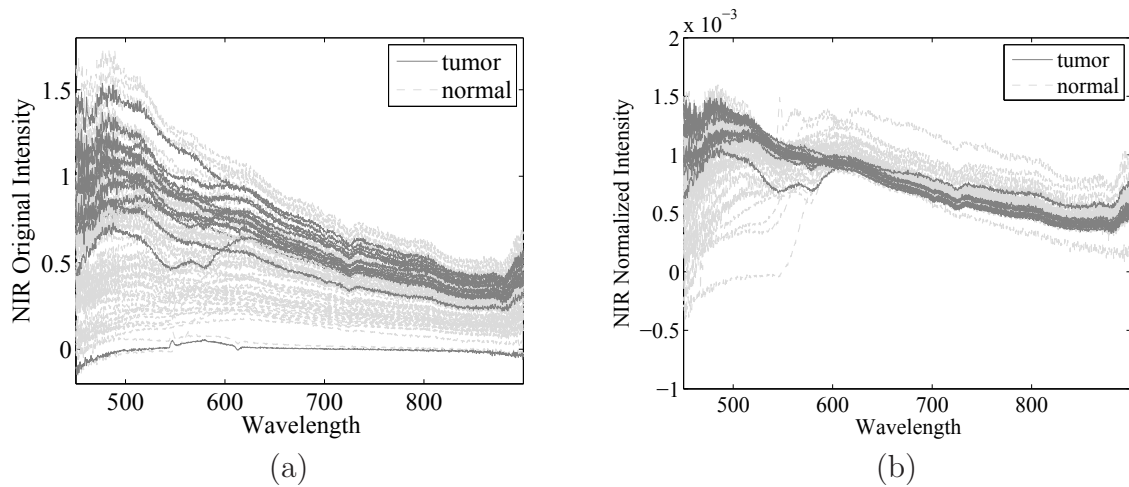 NIR Original Intensity
1.5
1
0.5
0
500
600
700
800
Wavelength
tumor
normal
(a)
x 10⁻³
NIR Normalized Intensity
2
1.5
1
0.5
0
−0.5
−1
500
600
700
800
Wavelength
tumor
normal
(b)